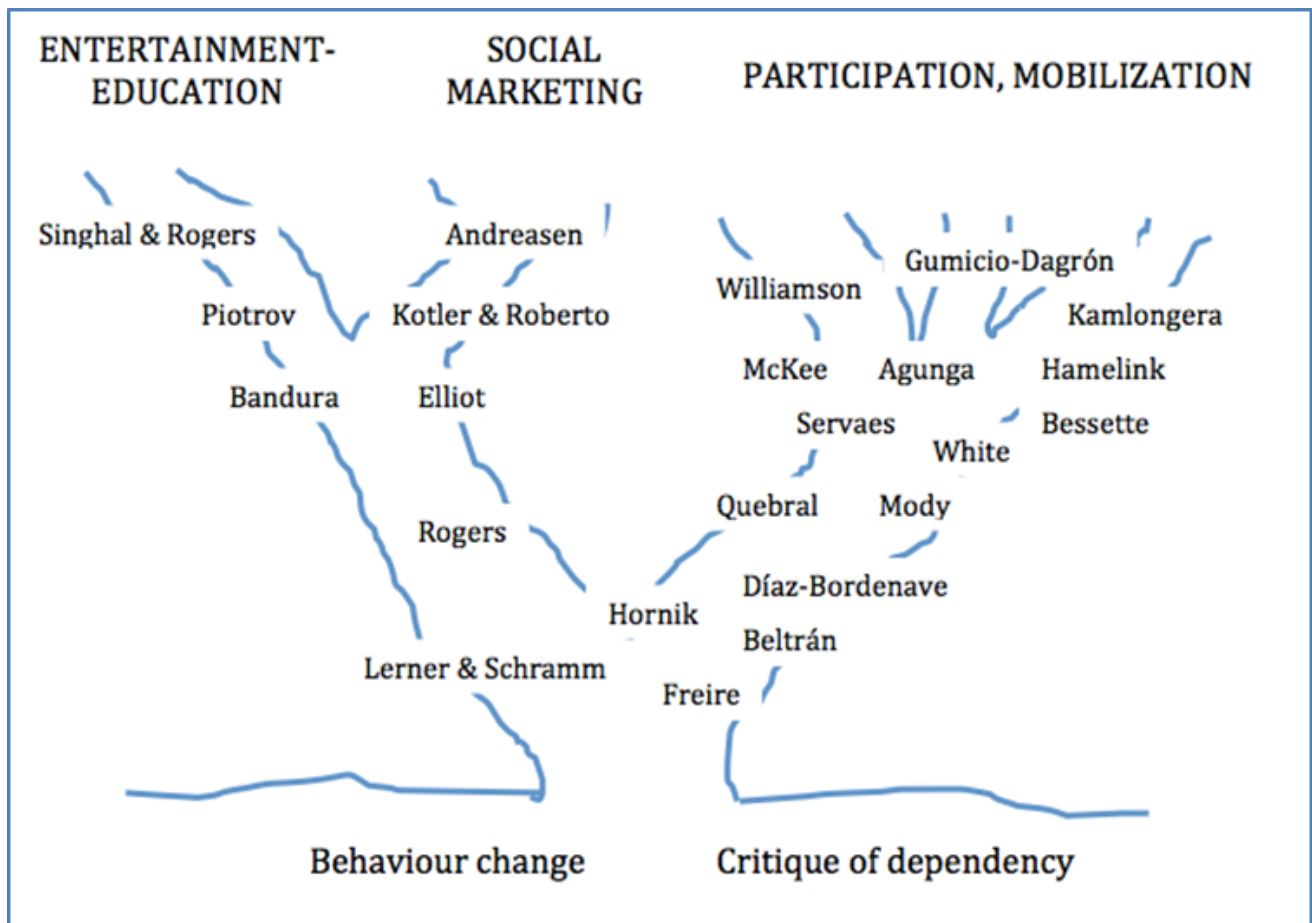 ENTERTAINMENT-
EDUCATION
SOCIAL
MARKETING
PARTICIPATION, MOBILIZATION
Singhal & Rogers
Andreasen
Gumicio-Dagrón
Williamson
Piotrov
Kotler & Roberto
Kamlongera
McKee
Agunga
Hamelink
Bandura
Elliot
Servaes
Bessette
White
Quebral
Mody
Rogers
Díaz-Bordenave
Hornik
Beltrán
Lerner & Schramm
Freire
Behaviour change
Critique of dependency